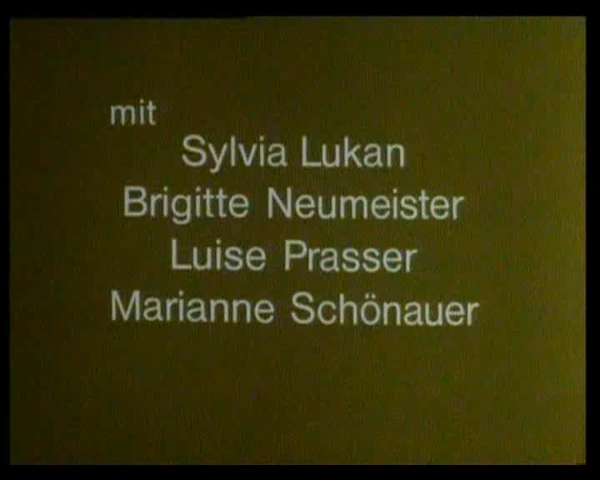 mit
Sylvia Lukan
Brigitte Neumeister
Luise Prasser
Marianne Schönauer